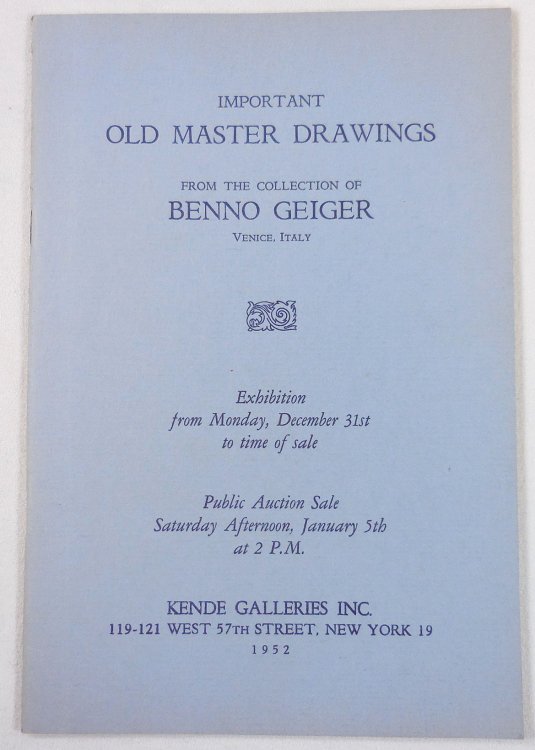 IMPORTANT
OLD MASTER DRAWINGS
FROM THE COLLECTION OF
BENNO GEIGER
VENICE, ITALY
Exhibition
from Monday, December 31st
to time of sale
Public Auction Sale
Saturday Afternoon, January 5th
at 2 P.M.
KENDE GALLERIES INC.
119-121 WEST 57TH STREET, NEW YORK 19
1952